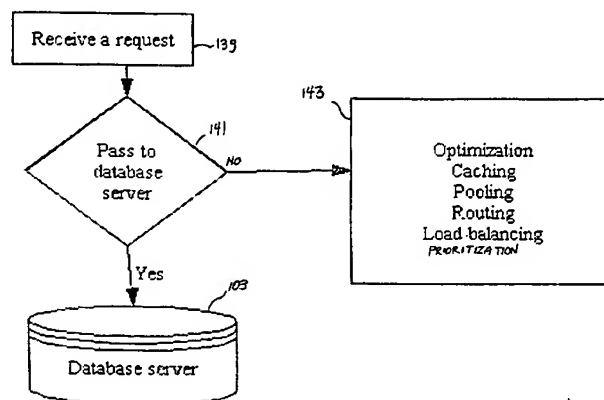 Receive a request
139
143
141
Pass to
database
server
NO
Optimization
Caching
Pooling
Routing
Load balancing
PRIORITIZATION
Yes
103
Database server